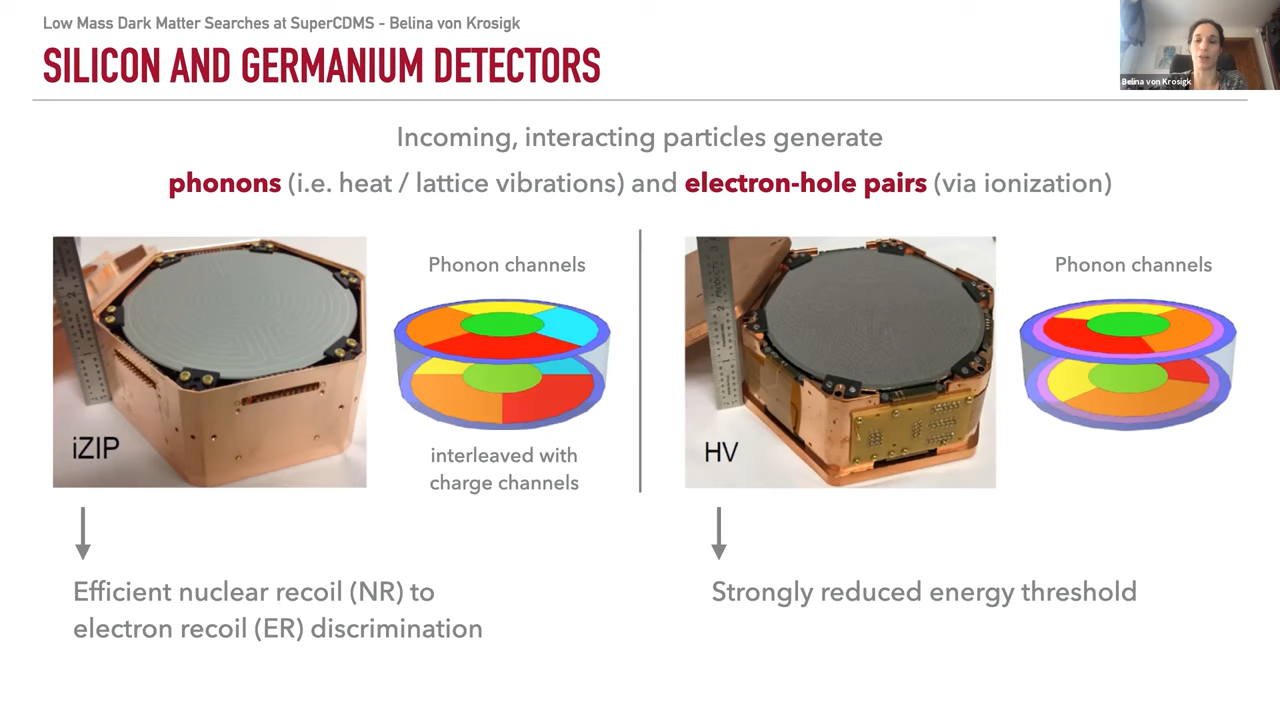 Low Mass Dark Matter Searches at SuperCDMS - Belina von Krosigk
SILICON AND GERMANIUM DETECTORS
Belina von Krosigk
Incoming, interacting particles generate
phonons (i.e. heat / lattice vibrations) and electron-hole pairs (via ionization)
Phonon channels
iZIP
interleaved with
charge channels
Phonon channels
HV
Efficient nuclear recoil (NR) to
electron recoil (ER) discrimination
Strongly reduced energy threshold